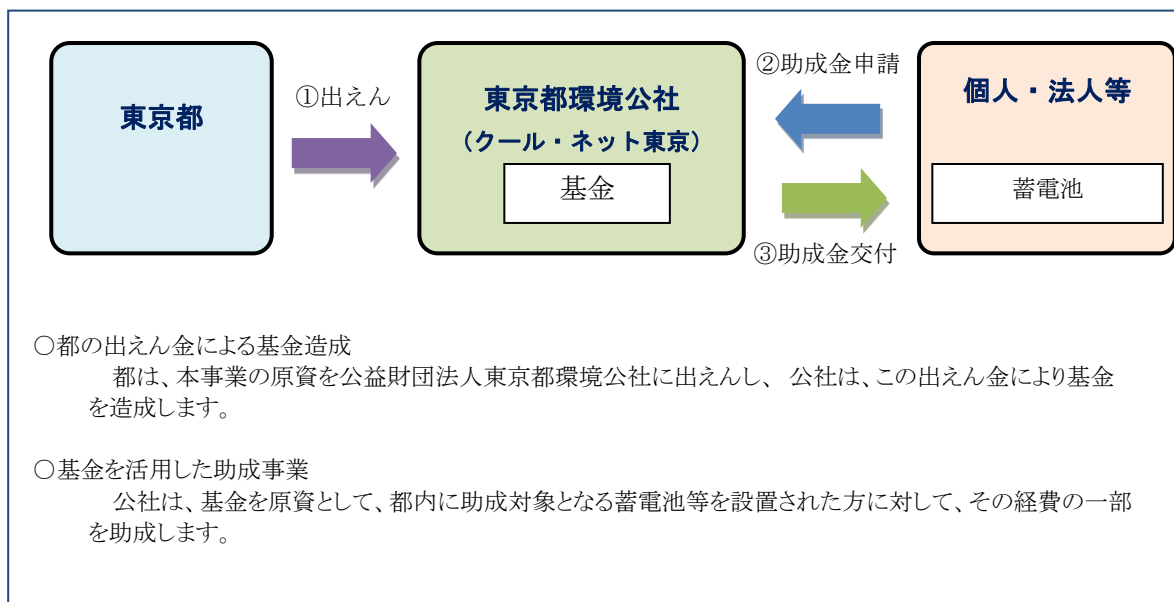 東京都
①出えん
東京都環境公社
(クール・ネット東京)
基金
②助成金申請
③助成金交付
個人・法人等
蓄電池
○都の出えん金による基金造成
都は、本事業の原資を公益財団法人東京都環境公社に出えんし、 公社は、この出えん金により基金
を造成します。
○基金を活用した助成事業
公社は、基金を原資として、都内に助成対象となる蓄電池等を設置された方に対して、その経費の一部
を助成します。